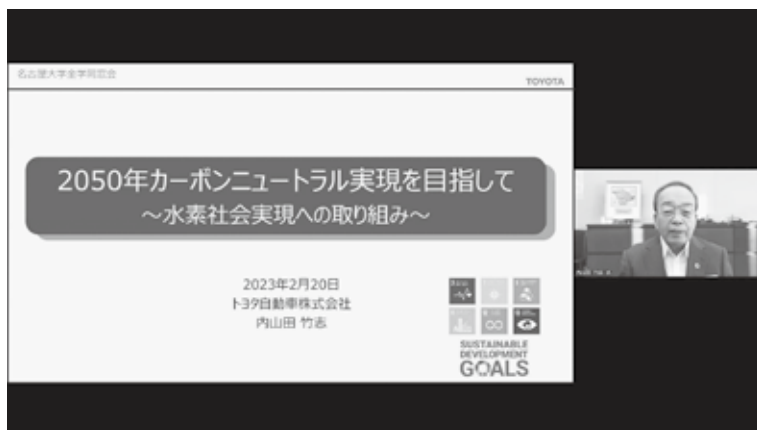 名古屋大学全学同窓会
TOYOTA
2050年カーボンニュートラル実現を目指して
～水素社会実現への取り組み～
2023年2月20日
トヨタ自動車株式会社
内山田 竹志
SUSTAINABLE
DEVELOPMENT
GOALS